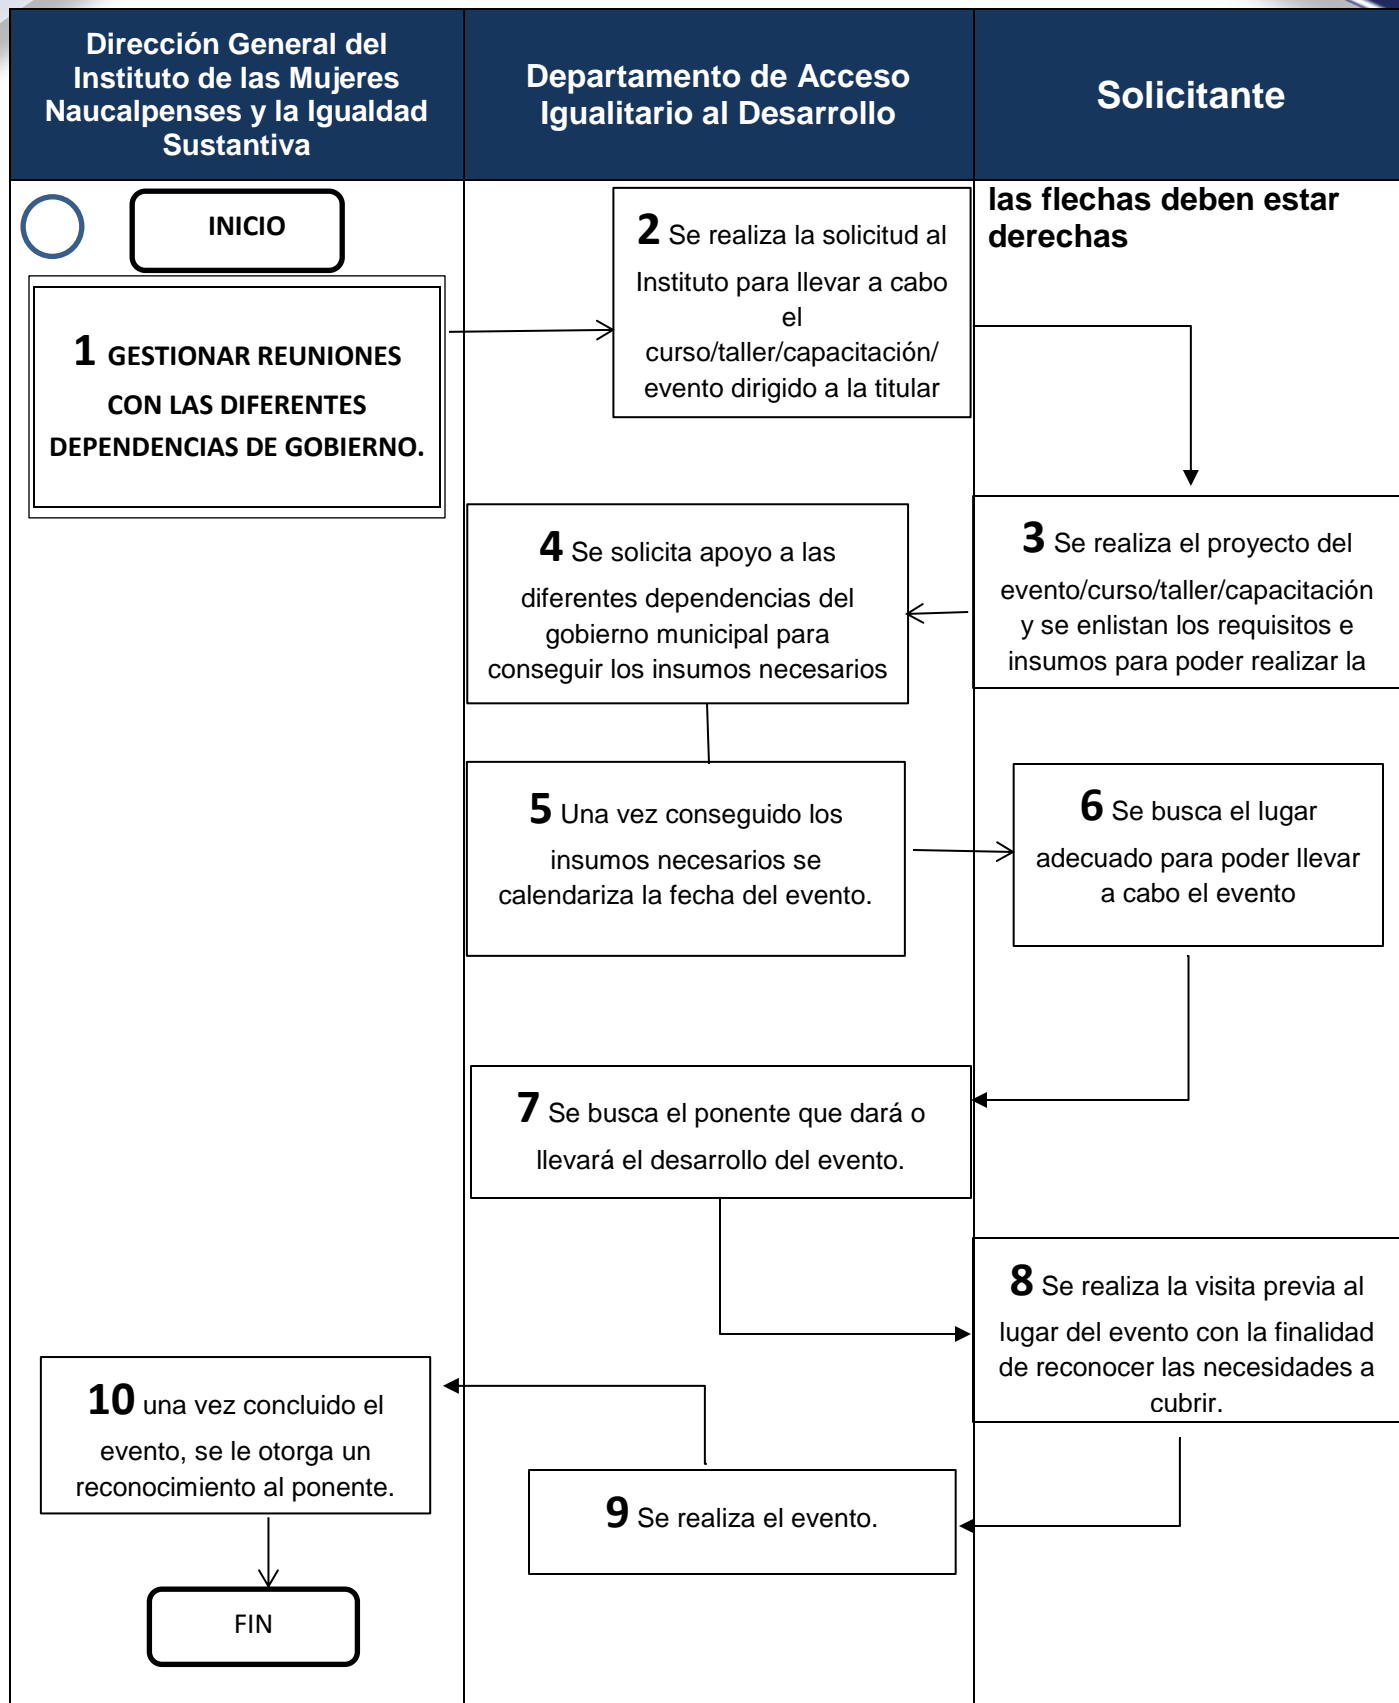 Dirección General del
Instituto de las Mujeres
Naucalpenses y la Igualdad
Sustantiva
Departamento de Acceso
Igualitario al Desarrollo
Solicitante
INICIO
1 GESTIONAR REUNIONES
CON LAS DIFERENTES
DEPENDENCIAS DE GOBIERNO.
2 Se realiza la solicitud al
Instituto para llevar a cabo
el
curso/taller/capacitación/
evento dirigido a la titular
las flechas deben estar
derechas
3 Se realiza el proyecto del
evento/curso/taller/capacitación
y se enlistan los requisitos e
insumos para poder realizar la
4 Se solicita apoyo a las
diferentes dependencias del
gobierno municipal para
conseguir los insumos necesarios
5 Una vez conseguido los
insumos necesarios se
calendariza la fecha del evento.
6 Se busca el lugar
adecuado para poder llevar
a cabo el evento
7 Se busca el ponente que dará o
llevará el desarrollo del evento.
8 Se realiza la visita previa al
lugar del evento con la finalidad
de reconocer las necesidades a
cubrir.
9 Se realiza el evento.
10 una vez concluido el
evento, se le otorga un
reconocimiento al ponente.
FIN